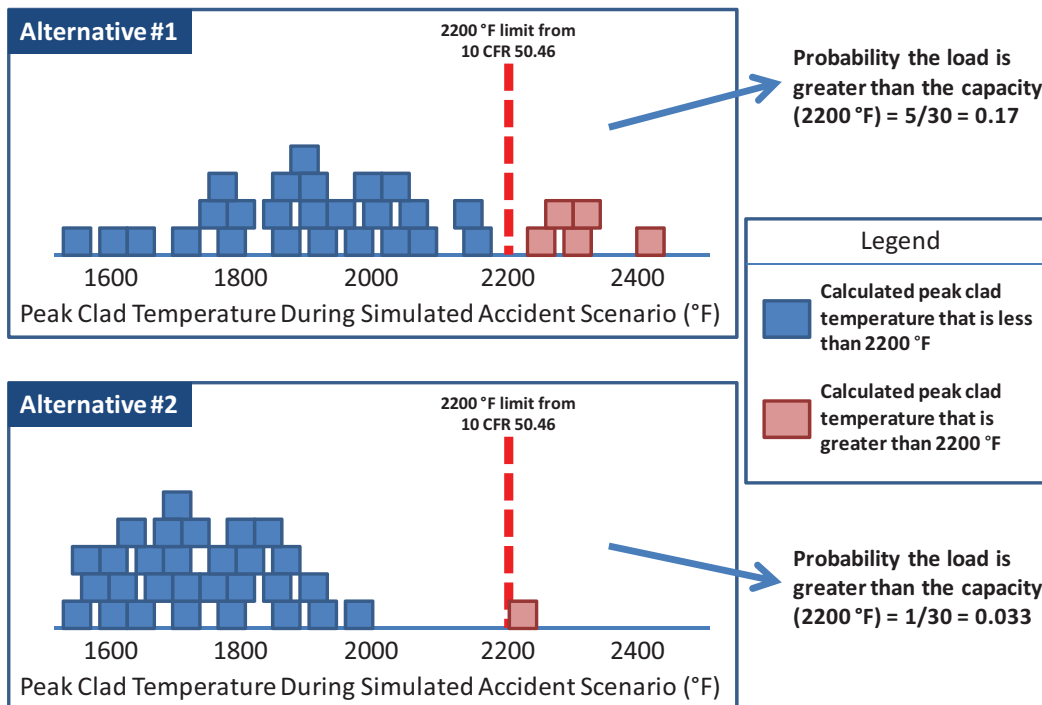 Alternative #1
2200 °F limit from
10 CFR 50.46
1600 1800 2000 2200 2400
Peak Clad Temperature During Simulated Accident Scenario (°F)
Probability the load is
greater than the capacity
(2200 °F) = 5/30 = 0.17
Legend
Calculated peak clad
temperature that is less
than 2200 °F
Calculated peak clad
temperature that is
greater than 2200 °F
Alternative #2
2200 °F limit from
10 CFR 50.46
1600 1800 2000 2200 2400
Peak Clad Temperature During Simulated Accident Scenario (°F)
Probability the load is
greater than the capacity
(2200 °F) = 1/30 = 0.033